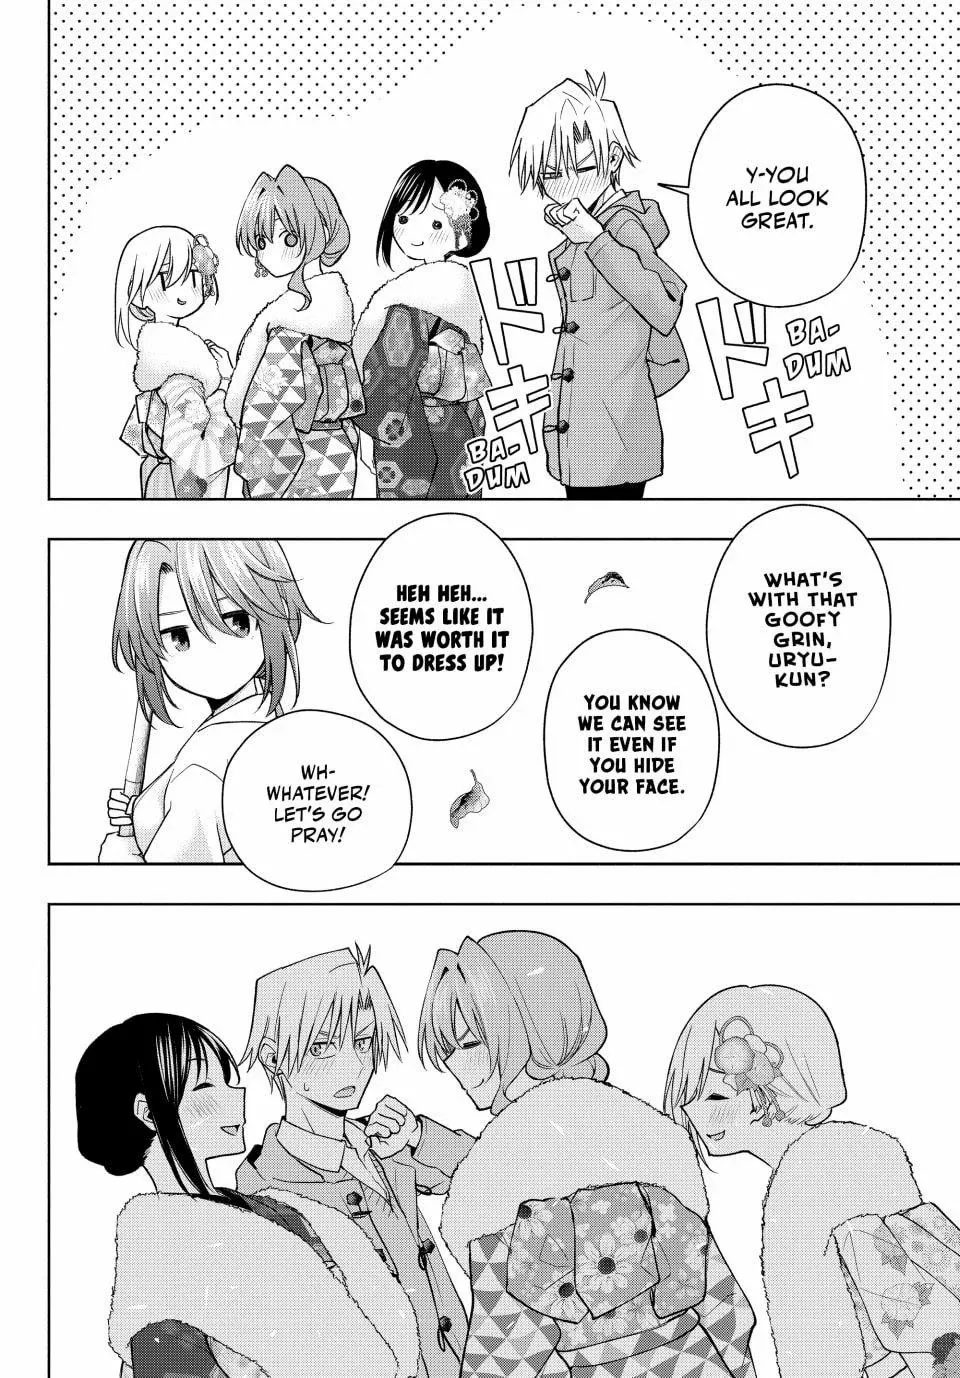 Y-YOU
ALL LOOK
GREAT.
BA-
DUM
ドキ
ドキ
BA-
DUM
WHAT'S
WITH THAT
GOOFY
GRIN,
URYU-
KUN?
YOU KNOW
WE CAN SEE
IT EVEN IF
YOU HIDE
YOUR FACE.
HEH HEH...
SEEMS LIKE IT
WAS WORTH IT
TO DRESS UP!
WH-
WHATEVER!
LET'S GO
PRAY!